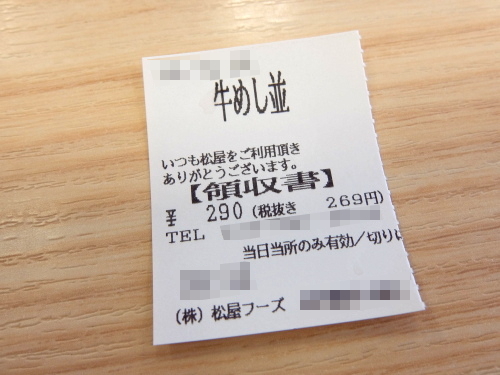 牛めし並
いつも松屋をご利用頂き
ありがとうございます。
【領収書】
¥ 290(税抜き 269円)
TEL
当日当所のみ有効/切り
(株)松屋フーズ